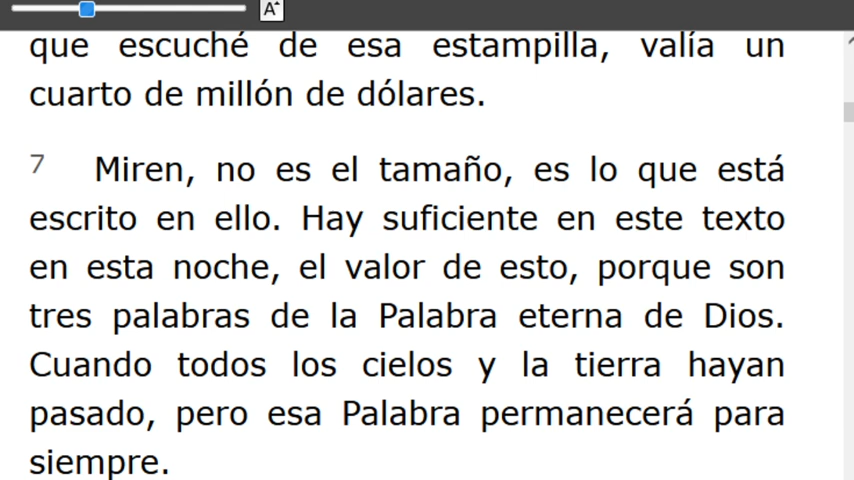 A
que escuché de esa estampilla, valía un
cuarto de millón de dólares.
7 Miren, no es el tamaño, es lo que está
escrito en ello. Hay suficiente en este texto
en esta noche, el valor de esto, porque son
tres palabras de la Palabra eterna de Dios.
Cuando todos los cielos y la tierra hayan
pasado, pero esa Palabra permanecerá para
siempre.